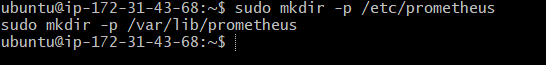 ubuntu@ip-172-31-43-68:~$ sudo mkdir -p /etc/prometheus
sudo mkdir -p /var/lib/prometheus
ubuntu@ip-172-31-43-68:~$